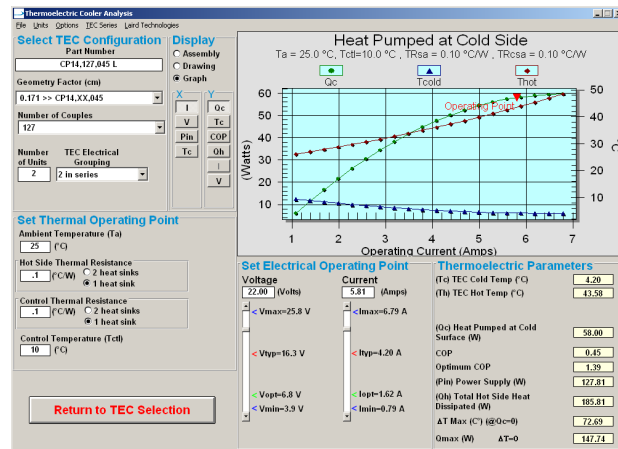 Thermoelectric Cooler Analysis
File Units Options TEC Series Laird Technologies
Select TEC Configuration
Part Number
CP14,127,045 L
Geometry Factor (cm)
0.171 >> CP14,XX,045
Number of Couples
127
Number of Units
TEC Electrical Grouping
2
2 in series
Display
Assembly
Drawing
Graph
X
Y
I
Qc
V
Tc
Pin
COP
Tc
Qh
I
V
Heat Pumped at Cold Side
Ta = 25.0 °C, Tctl=10.0 °C , TRsa = 0.10 °C/W , TRcsa = 0.10 °C/W
Qc
Tcold
Thot
60
50
40
30
20
10
(Watts)
50
40
30
20
10
°C
Operating Point
1 2 3 4 5 6 7
Operating Current (Amps)
Set Thermal Operating Point
Ambient Temperature (Ta)
25 (°C)
Hot Side Thermal Resistance
.1 (°C/W)
2 heat sinks
1 heat sink
Control Thermal Resistance
.1 (°C/W)
2 heat sinks
1 heat sink
Control Temperature (Tctl)
10 (°C)
Return to TEC Selection
Set Electrical Operating Point
Voltage
Current
22.00 (Volts)
5.81 (Amps)
< Vmax=25.8 V
< Imax=6.79 A
< Vtyp=16.3 V
< Ityp=4.20 A
< Vopt=6.8 V
< Iopt=1.62 A
< Vmin=3.9 V
< Imin=0.79 A
Thermoelectric Parameters
(Tc) TEC Cold Temp (°C) 4.20
(Th) TEC Hot Temp (°C) 43.58
(Qc) Heat Pumped at Cold
Surface (W) 58.00
COP 0.45
Optimum COP 1.39
(Pin) Power Supply (W) 127.81
(Qh) Total Hot Side Heat
Dissipated (W) 185.81
ΔT Max (C°) (@Qc=0) 72.69
Qmax (W) ΔT=0 147.74